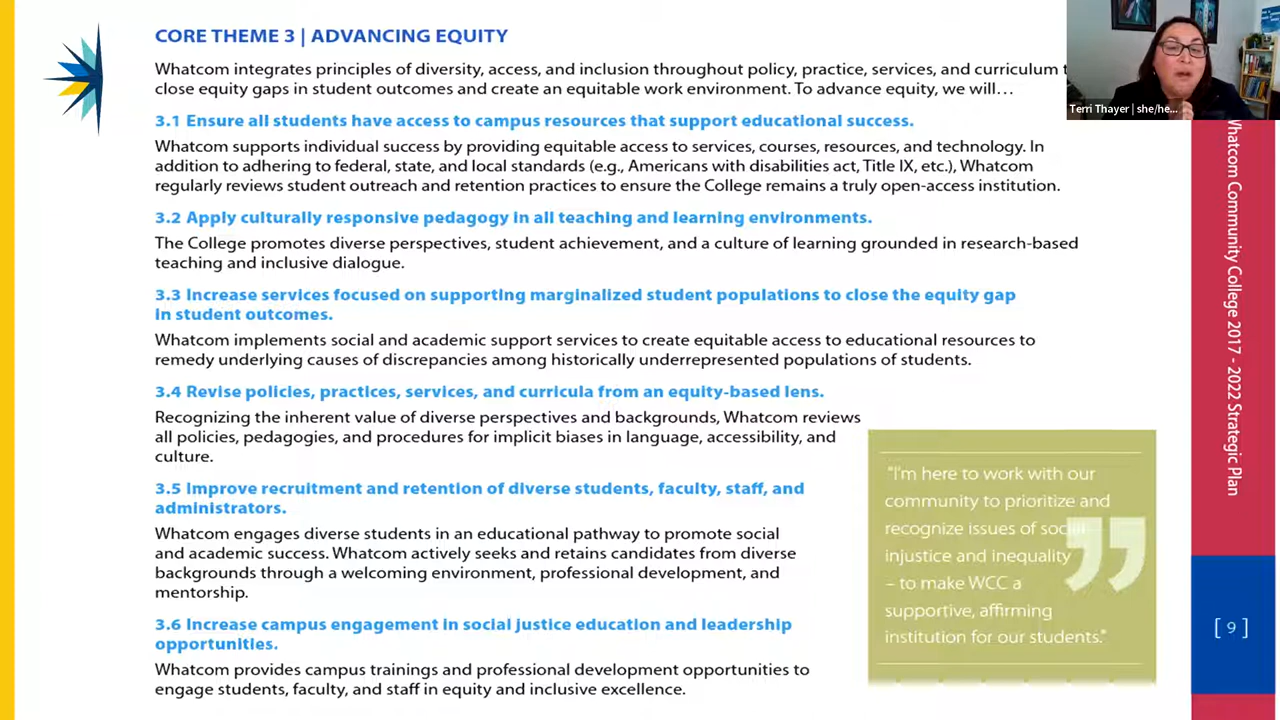 CORE THEME 3 | ADVANCING EQUITY
Whatcom integrates principles of diversity, access, and inclusion throughout policy, practice, services, and curriculum
close equity gaps in student outcomes and create an equitable work environment. To advance equity, we will…
3.1 Ensure all students have access to campus resources that support educational success.
Whatcom supports individual success by providing equitable access to services, courses, resources, and technology. In
addition to adhering to federal, state, and local standards (e.g., Americans with disabilities act, Title IX, etc.), Whatcom
regularly reviews student outreach and retention practices to ensure the College remains a truly open-access institution.
3.2 Apply culturally responsive pedagogy in all teaching and learning environments.
The College promotes diverse perspectives, student achievement, and a culture of learning grounded in research-based
teaching and inclusive dialogue.
3.3 Increase services focused on supporting marginalized student populations to close the equity gap
in student outcomes.
Whatcom implements social and academic support services to create equitable access to educational resources to
remedy underlying causes of discrepancies among historically underrepresented populations of students.
3.4 Revise policies, practices, services, and curricula from an equity-based lens.
Recognizing the inherent value of diverse perspectives and backgrounds, Whatcom reviews
all policies, pedagogies, and procedures for implicit biases in language, accessibility, and
culture.
3.5 Improve recruitment and retention of diverse students, faculty, staff, and
administrators.
Whatcom engages diverse students in an educational pathway to promote social
and academic success. Whatcom actively seeks and retains candidates from diverse
backgrounds through a welcoming environment, professional development, and
mentorship.
3.6 Increase campus engagement in social justice education and leadership
opportunities.
Whatcom provides campus trainings and professional development opportunities to
engage students, faculty, and staff in equity and inclusive excellence.
"I'm here to work with our
community to prioritize and
recognize issues of social
injustice and inequality
– to make WCC a
supportive, affirming
institution for our students."
Terri Thayer | she/he...
Whatcom Community College 2017 - 2022 Strategic Plan
[ 9 ]